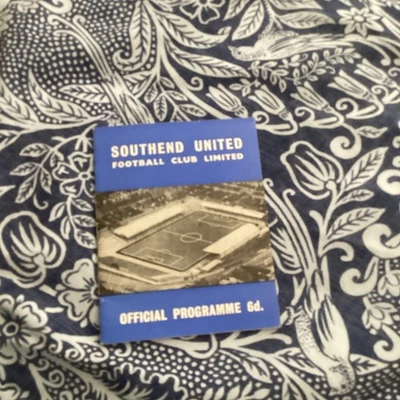 SOUTHEND UNITED
FOOTBALL CLUB LIMITED
OFFICIAL PROGRAMME 6d.